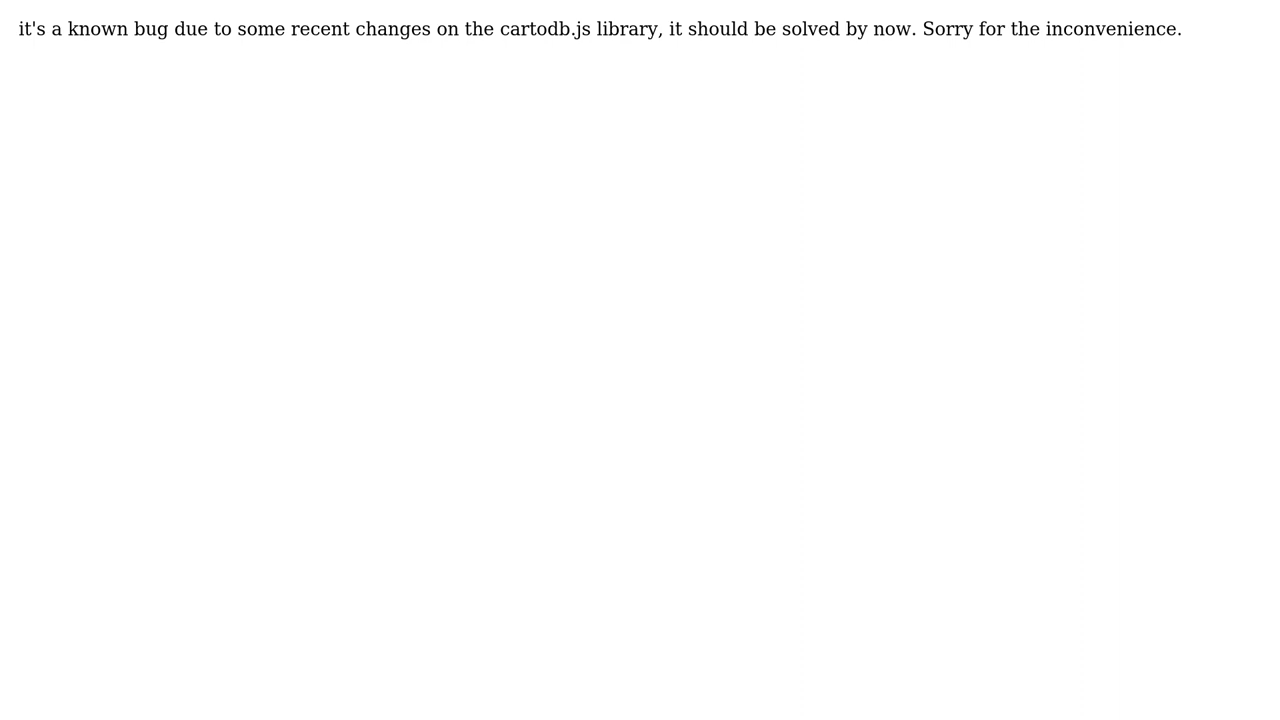 it's a known bug due to some recent changes on the cartodb.js library, it should be solved by now. Sorry for the inconvenience.